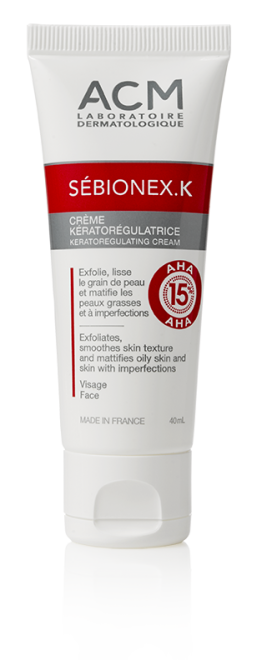 ACM
LABORATOIRE
DERMATOLOGIQUE
SÉBIONEX.K
CRÈME
KÉRATORÉGULATRICE
KERATOREGULATING CREAM
Exfolie, lisse
le grain de peau
et matifie les
peaux grasses
et à imperfections
AHA
15
AHA
Exfoliates,
smoothes skin texture
and mattifies oily skin and
skin with imperfections
Visage
Face
MADE IN FRANCE 40mL